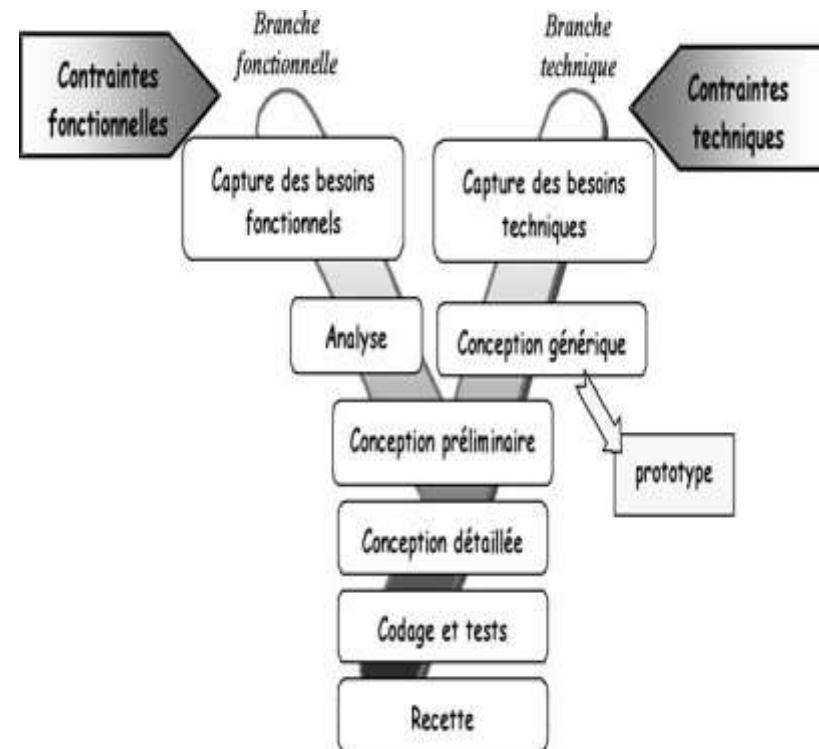 Branche
fonctionnelle
Branche
technique
Contraintes
fonctionnelles
Contraintes
techniques
Capture des besoins
fonctionnels
Capture des besoins
techniques
Analyse
Conception générique
Conception préliminaire
prototype
Conception détaillée
Codage et tests
Recette